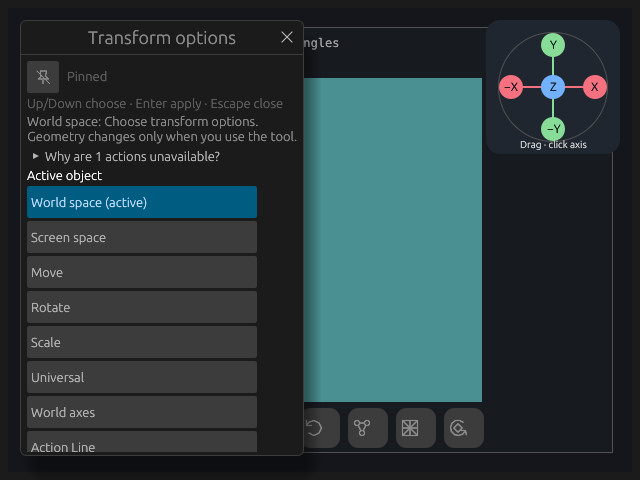 Transform options
ngles
Pinned
Up/Down choose · Enter apply · Escape close
World space: Choose transform options.
Geometry changes only when you use the tool.
Why are 1 actions unavailable?
Active object
World space (active)
Screen space
Move
Rotate
Scale
Universal
World axes
Action Line
Y
−X
Z
X
−Y
Drag · click axis